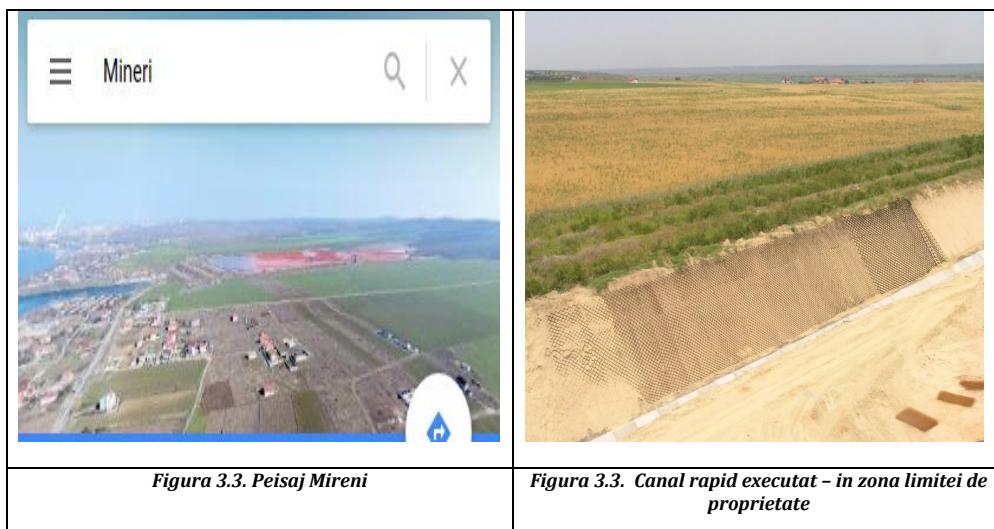 Mineri
Figura 3.3. Peisaj Mireni
Figura 3.3. Canal rapid executat – in zona limitei de
proprietate